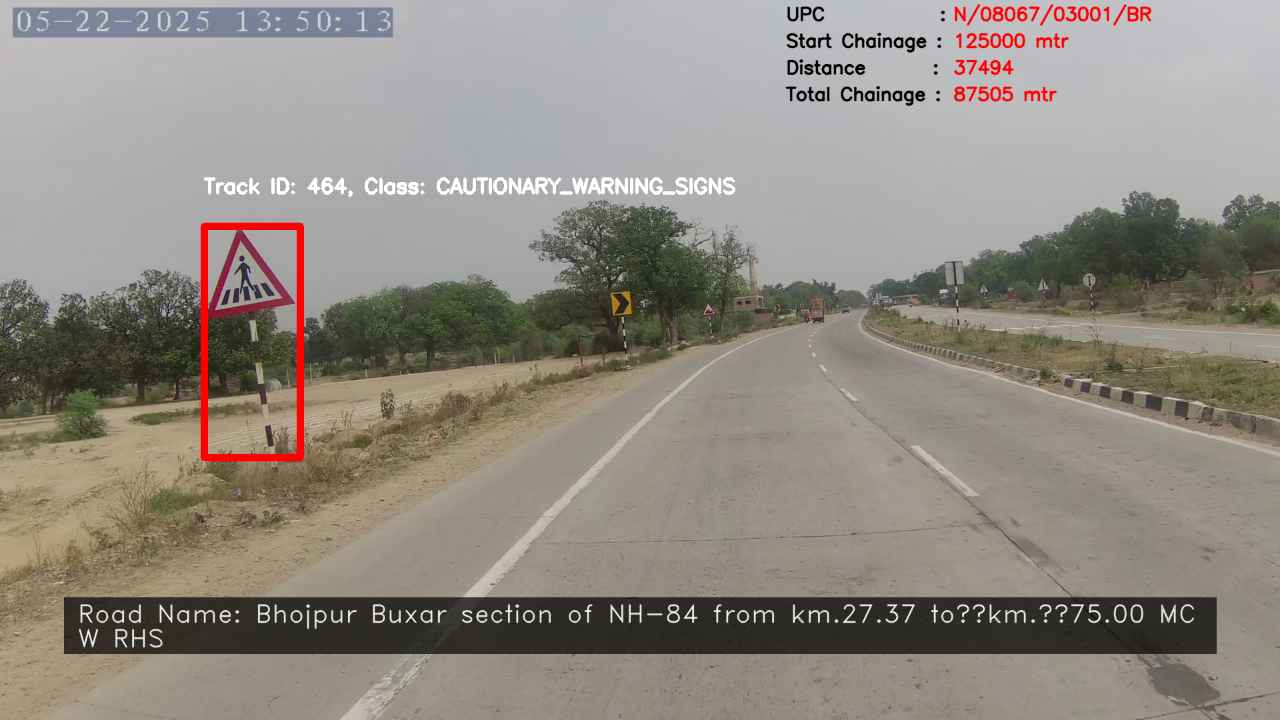 05-22-2025 13:50:13
UPC : N/08067/03001/BR
Start Chainage : 125000 mtr
Distance : 37494
Total Chainage : 87505 mtr
Track ID: 464, Class: CAUTIONARY_WARNING_SIGNS
Road Name: Bhojpur Buxar section of NH-84 from km.27.37 to??km.??75.00 MC
W RHS